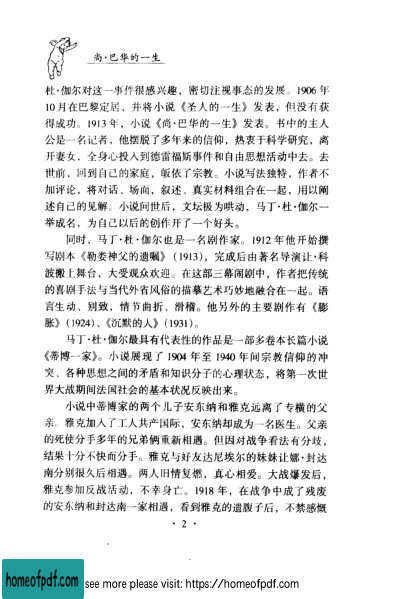 尚·巴华的一生
杜·伽尔对这一事件很感兴趣，密切注视事态的发展。1906年
10月在巴黎定居，并将小说《圣人的一生》发表，但没有获
得成功。1913年，小说《尚·巴华的一生》发表。书中的主人
公是一名记者，他摆脱了多年来的信仰，热衷于科学研究，离
开妻女，全身心投入到德雷福斯事件和自由思想活动中去。去
世前，回到自己的家庭，皈依了宗教。小说写法独特，作者不
加评论，将对话、场面，叙述、真实材料组合在一起，用以阐
述自己的见解。小说问世后，文坛极为哄动，马丁·杜·伽尔一
举成名，为自己以后的创作开了一个好头。
同时，马丁·杜·伽尔也是一名剧作家。1912年他开始撰
写剧本《勒娄神父的遗嘱》（1913），完成后由著名导演让·科
波搬上舞台，大受观众欢迎。在这部三幕闹剧中，作者把传统
的喜剧手法与当代外省风俗的描摹艺术巧妙地融合在一起。语
言生动、别致，情节曲折、滑稽。他另外的主要剧作有《膨
胀》（1924）、《沉默的人》（1931）。
马丁·杜·伽尔最具有代表性的作品是一部多卷本长篇小说
《蒂博一家》。小说展现了1904年至1940年间宗教信仰的冲
突、各种思想之间的矛盾和知识分子的心理状态，将第一次世
界大战期间法国社会的基本状况反映出来。
小说中蒂博家的两个儿子安东纳和雅克远离了专横的父
亲。雅克加入了工人共产国际，安东纳却成为一名医生。父亲
的死使分手多年的兄弟俩重新相遇。但因对战争看法有分歧，
结果十分不快而分手。雅克与好友达尼埃尔的妹妹让娜·封达
南分别很久后相遇。两人旧情复燃，真心相爱。大战爆发后，
雅克参加反战活动，不幸身亡。1918年，在战争中成了残废
的安东纳和封达南一家相遇，看到雅克的遗腹子后，不禁感慨
·2·
homeofpdf.com
see more please visit: https://homeofpdf.com